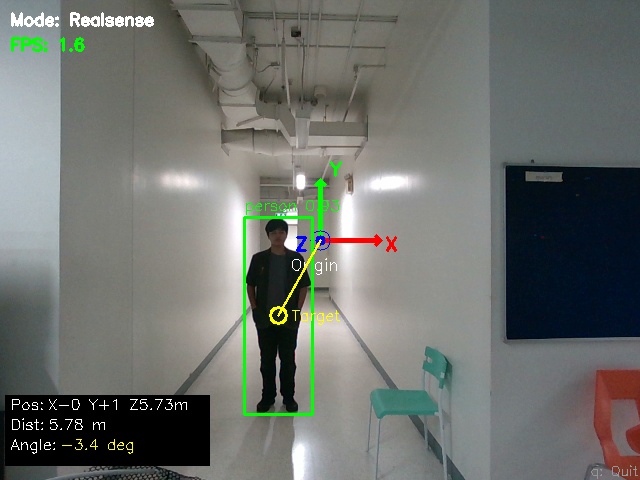 Mode: Realsense
FPS: 1.6
Y
person 0.93
Z
X
Origin
Target
Pos: X-0 Y+1 Z5.73m
Dist: 5.78 m
Angle: -3.4 deg
q: Quit